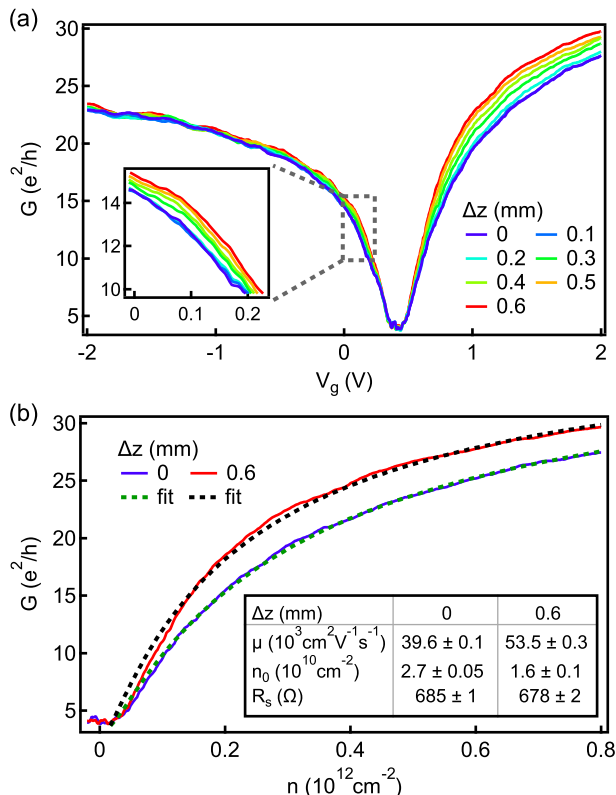 (a)
30
25
20
15
10
5
G (e²/h)
14
12
10
0
0.1
0.2
Δz (mm)
0 0.1
0.2 0.3
0.4 0.5
0.6
-2 -1 0 1 2
Vg (V)
(b)
30
25
20
15
10
5
G (e²/h)
Δz (mm)
0 0.6
fit fit
Δz (mm) 0 0.6
μ (10³cm²V⁻¹s⁻¹) 39.6 ± 0.1 53.5 ± 0.3
n₀ (10¹⁰cm⁻²) 2.7 ± 0.05 1.6 ± 0.1
Rₛ (Ω) 685 ± 1 678 ± 2
0 0.2 0.4 0.6 0.8
n (10¹²cm⁻²)